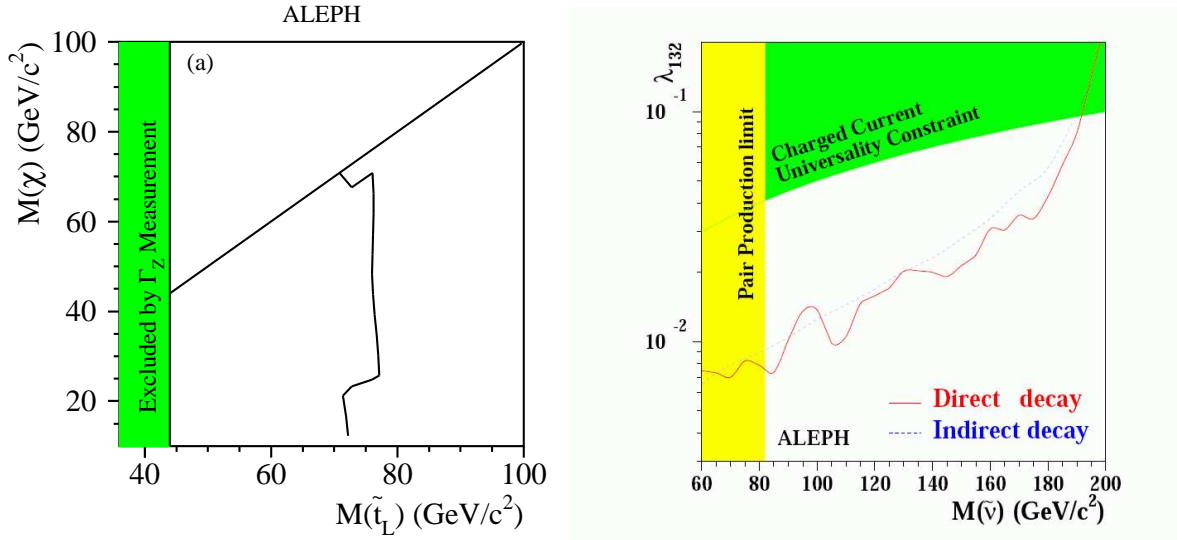 ALEPH
(a)
M(χ) (GeV/c²)
100
80
60
40
20
Excluded by Γ_Z Measurement
40
60
80
100
M(t̃_L) (GeV/c²)
λ_132
10^-1
10^-2
Pair Production limit
Charged Current
Universality Constraint
Direct decay
Indirect decay
ALEPH
60
80
100
120
140
160
180
200
M(ν̃) (GeV/c²)